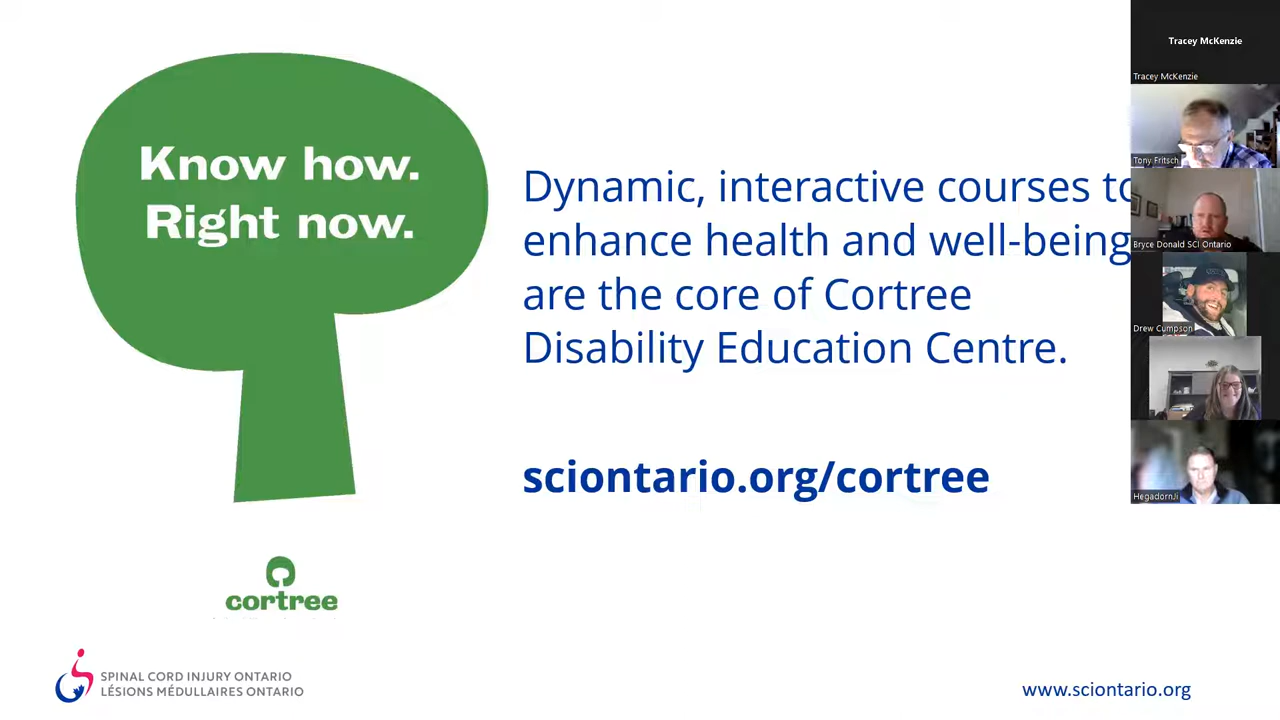 Know how.
Right now.
Dynamic, interactive courses to
enhance health and well-being
are the core of Cortree
Disability Education Centre.
sciontario.org/cortree
cortree
SPINAL CORD INJURY ONTARIO
LÉSIONS MÉDULLAIRES ONTARIO
www.sciontario.org
Tracey McKenzie
Tracey McKenzie
Tony Fritsch
Bryce Donald SCI Ontario
Drew Cumpson
HegadornJi